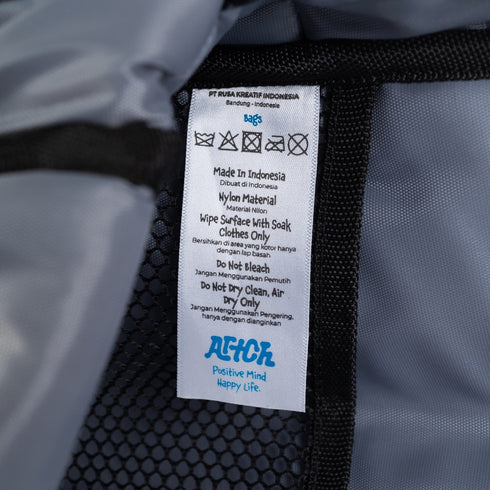 PT RUSA KREATIF INDONESIA
Bandung - Indonesia
Bags
Made In Indonesia
Dibuat di Indonesia
Nylon Material
Material Nilon
Wipe Surface With Soak
Clothes Only
Bersihkan di area yang kotor hanya
dengan lap basah
Do Not Bleach
Jangan Menggunakan Pemutih
Do Not Dry Clean, Air
Dry Only
Jangan Menggunakan Pengering,
hanya dengan dianginkan
Artch
Positive Mind
Happy Life.